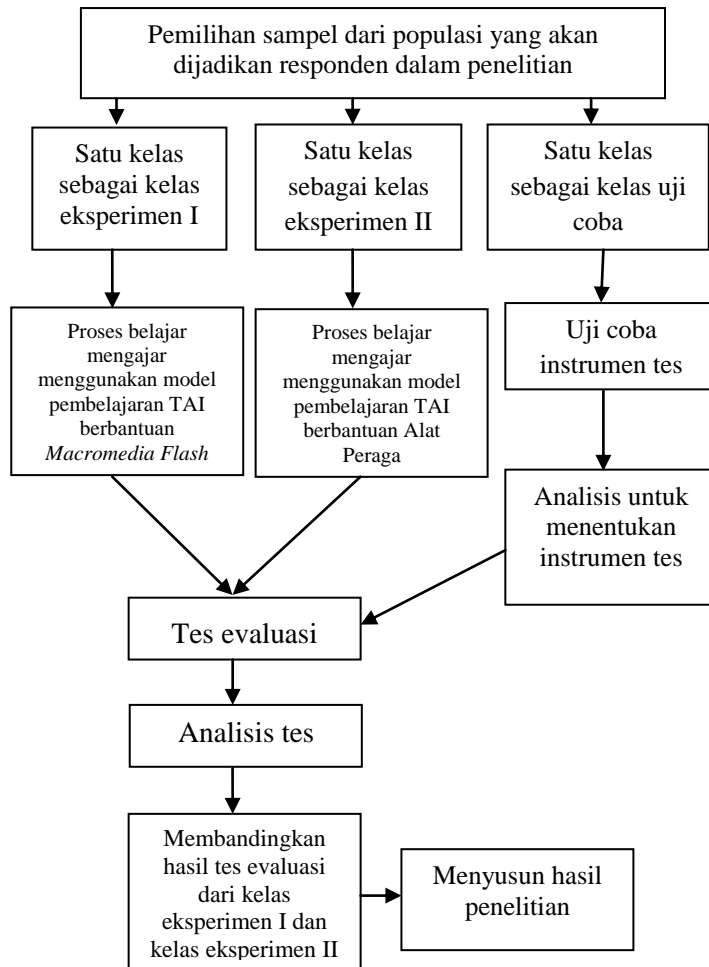 Pemilihan sampel dari populasi yang akan
dijadikan responden dalam penelitian
Satu kelas
sebagai kelas
eksperimen I
Satu kelas
sebagai kelas
eksperimen II
Satu kelas
sebagai kelas uji
coba
Proses belajar
mengajar
menggunakan model
pembelajaran TAI
berbantuan
Macromedia Flash
Proses belajar
mengajar
menggunakan model
pembelajaran TAI
berbantuan Alat
Peraga
Uji coba
instrumen tes
Analisis untuk
menentukan
instrumen tes
Tes evaluasi
Analisis tes
Membandingkan
hasil tes evaluasi
dari kelas
eksperimen I dan
kelas eksperimen II
Menyusun hasil
penelitian